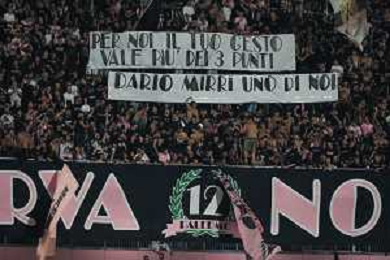 PER NOI IL TUO GESTO
VALE PIU' DEI 3 PUNTI
DARIO MIRRI UNO DI NOI
RVA 12 NO
PALERMO